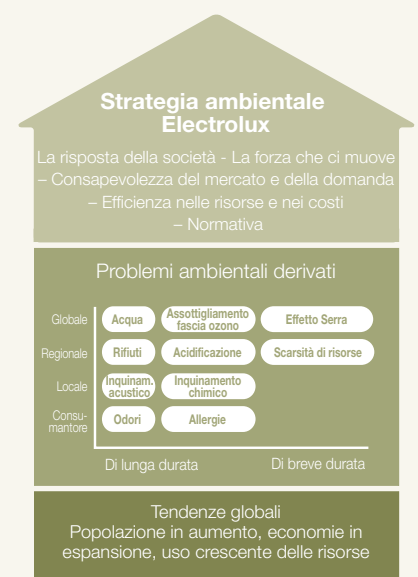 Strategia ambientale
Electrolux
La risposta della società - La forza che ci muove
– Consapevolezza del mercato e della domanda
– Efficienza nelle risorse e nei costi
– Normativa
Problemi ambientali derivati
Globale
Acqua
Assottigliamento
fascia ozono
Effetto Serra
Regionale
Rifiuti
Acidificazione
Scarsità di risorse
Locale
Inquinam.
acustico
Inquinamento
chimico
Consu-
mantore
Odori
Allergie
Di lunga durata
Di breve durata
Tendenze globali
Popolazione in aumento, economie in
espansione, uso crescente delle risorse